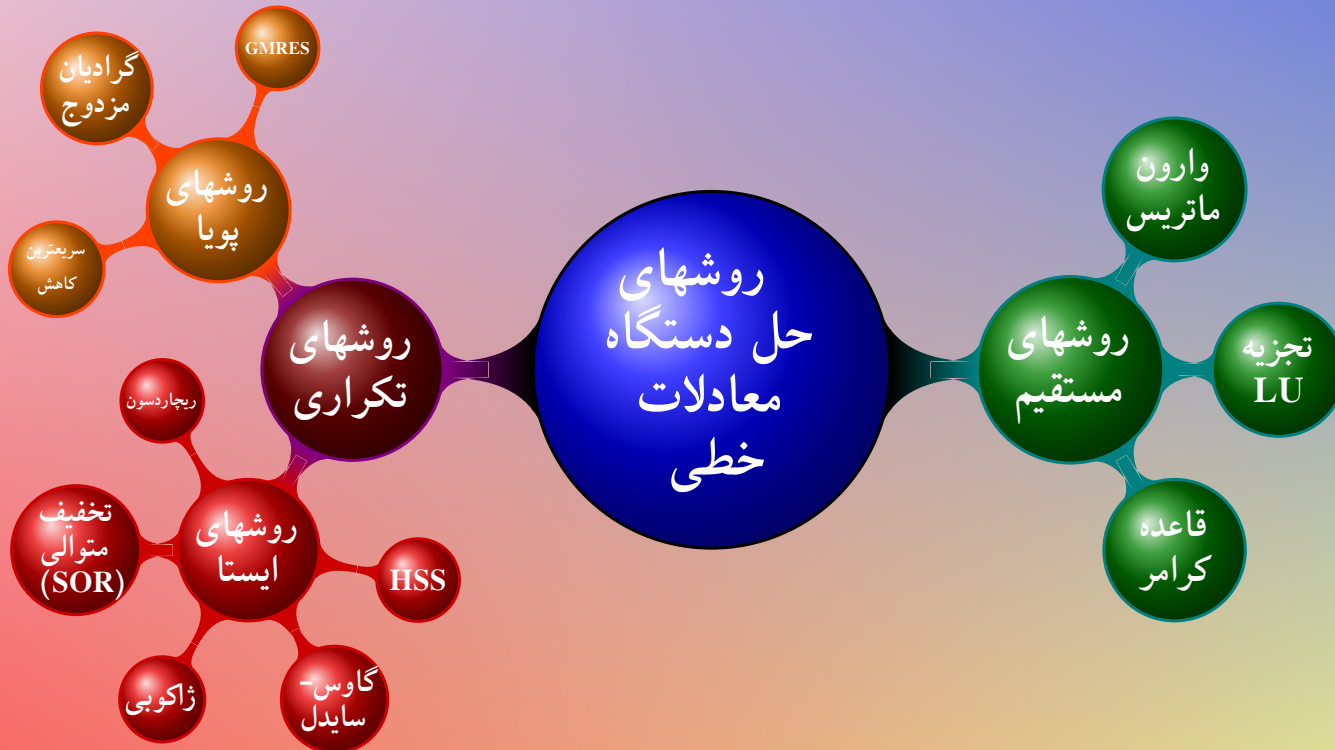 روشهای
حل دستگاه
معادلات
خطی
روشهای
مستقیم
وارون
ماتریس
تجزیه
LU
قاعده
کرامر
روشهای
تکراری
روشهای
پویا
GMRES
گرادیان
مزدوج
سریعترین
کاهش
روشهای
ایستا
ریچاردسون
تخفیف
متوالی
(SOR)
ژاکوبی
گاوس-
سایدل
HSS